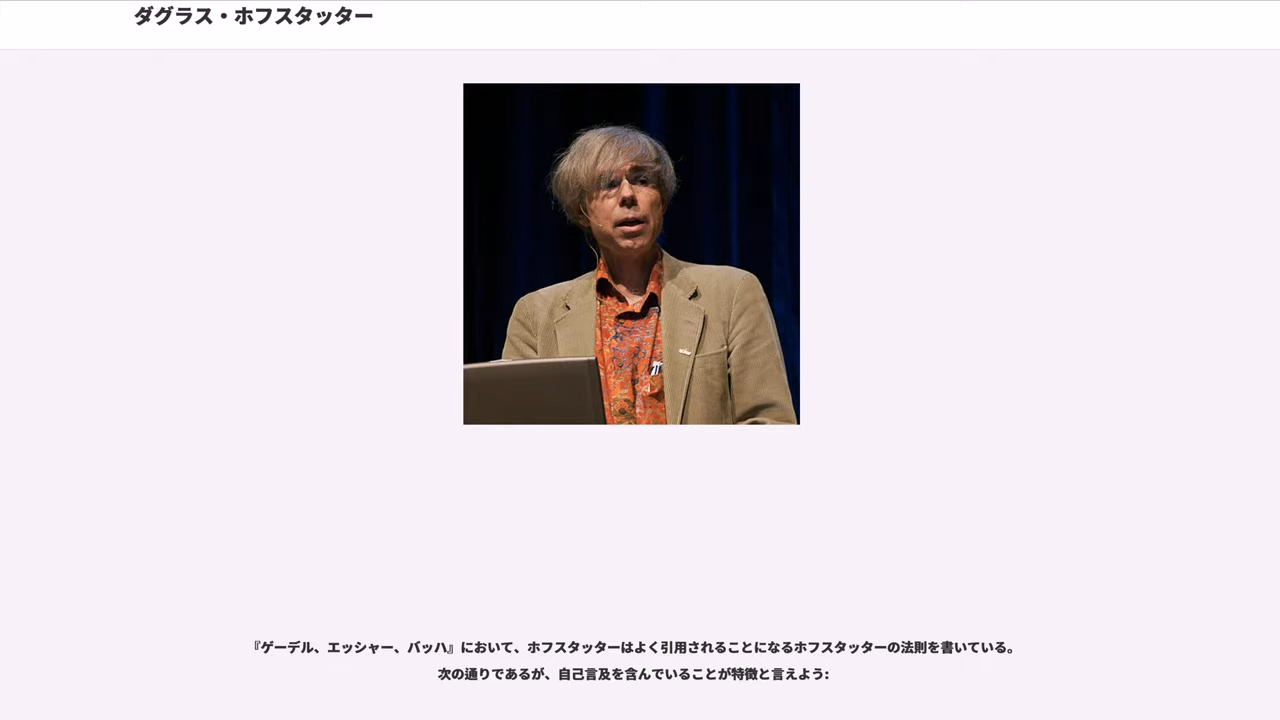 ダグラス・ホフスタッター
『ゲーデル、エッシャー、バッハ』において、ホフスタッターはよく引用されることになるホフスタッターの法則を書いている。
次の通りであるが、自己言及を含んでいることが特徴と言えよう: